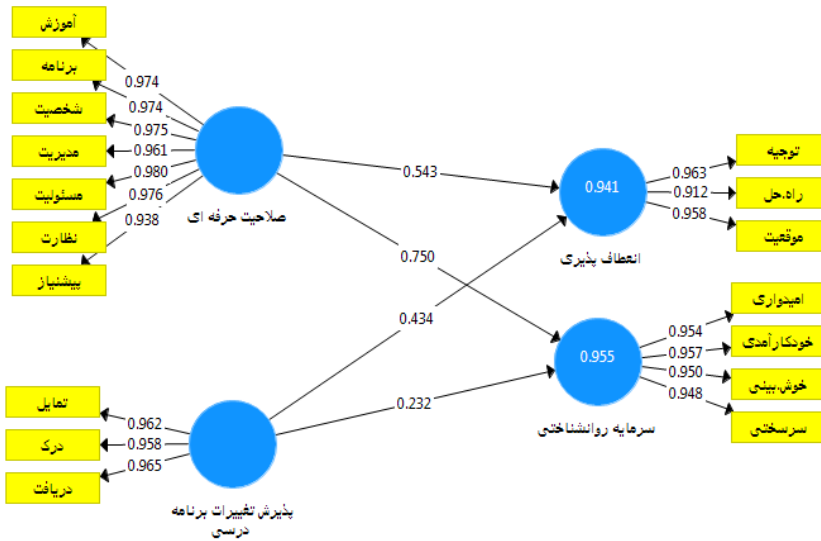 آموزش
برنامه
شخصیت
مدیریت
مسئولیت
نظارت
پیشنیاز
0.974
0.974
0.975
0.961
0.980
0.976
0.938
صلاحیت حرفه ای
0.543
0.750
0.434
0.232
0.941
انعطاف پذیری
0.963
0.912
0.958
توجیه
راه.حل
موقعیت
0.955
سرمایه روانشناختی
0.954
0.957
0.950
0.948
امیدواری
خودکارآمدی
خوش.بینی
سرسختی
تمایل
درک
دریافت
0.962
0.958
0.965
پذیرش تغییرات برنامه
درسی